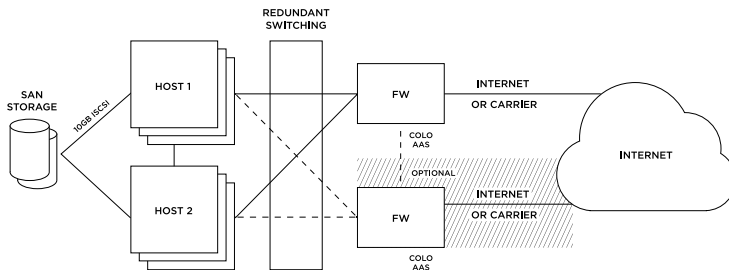 REDUNDANT
SWITCHING
SAN
STORAGE
10GB ISCSI
HOST 1
FW
INTERNET
OR CARRIER
COLO
AAS
INTERNET
OPTIONAL
HOST 2
FW
INTERNET
OR CARRIER
COLO
AAS